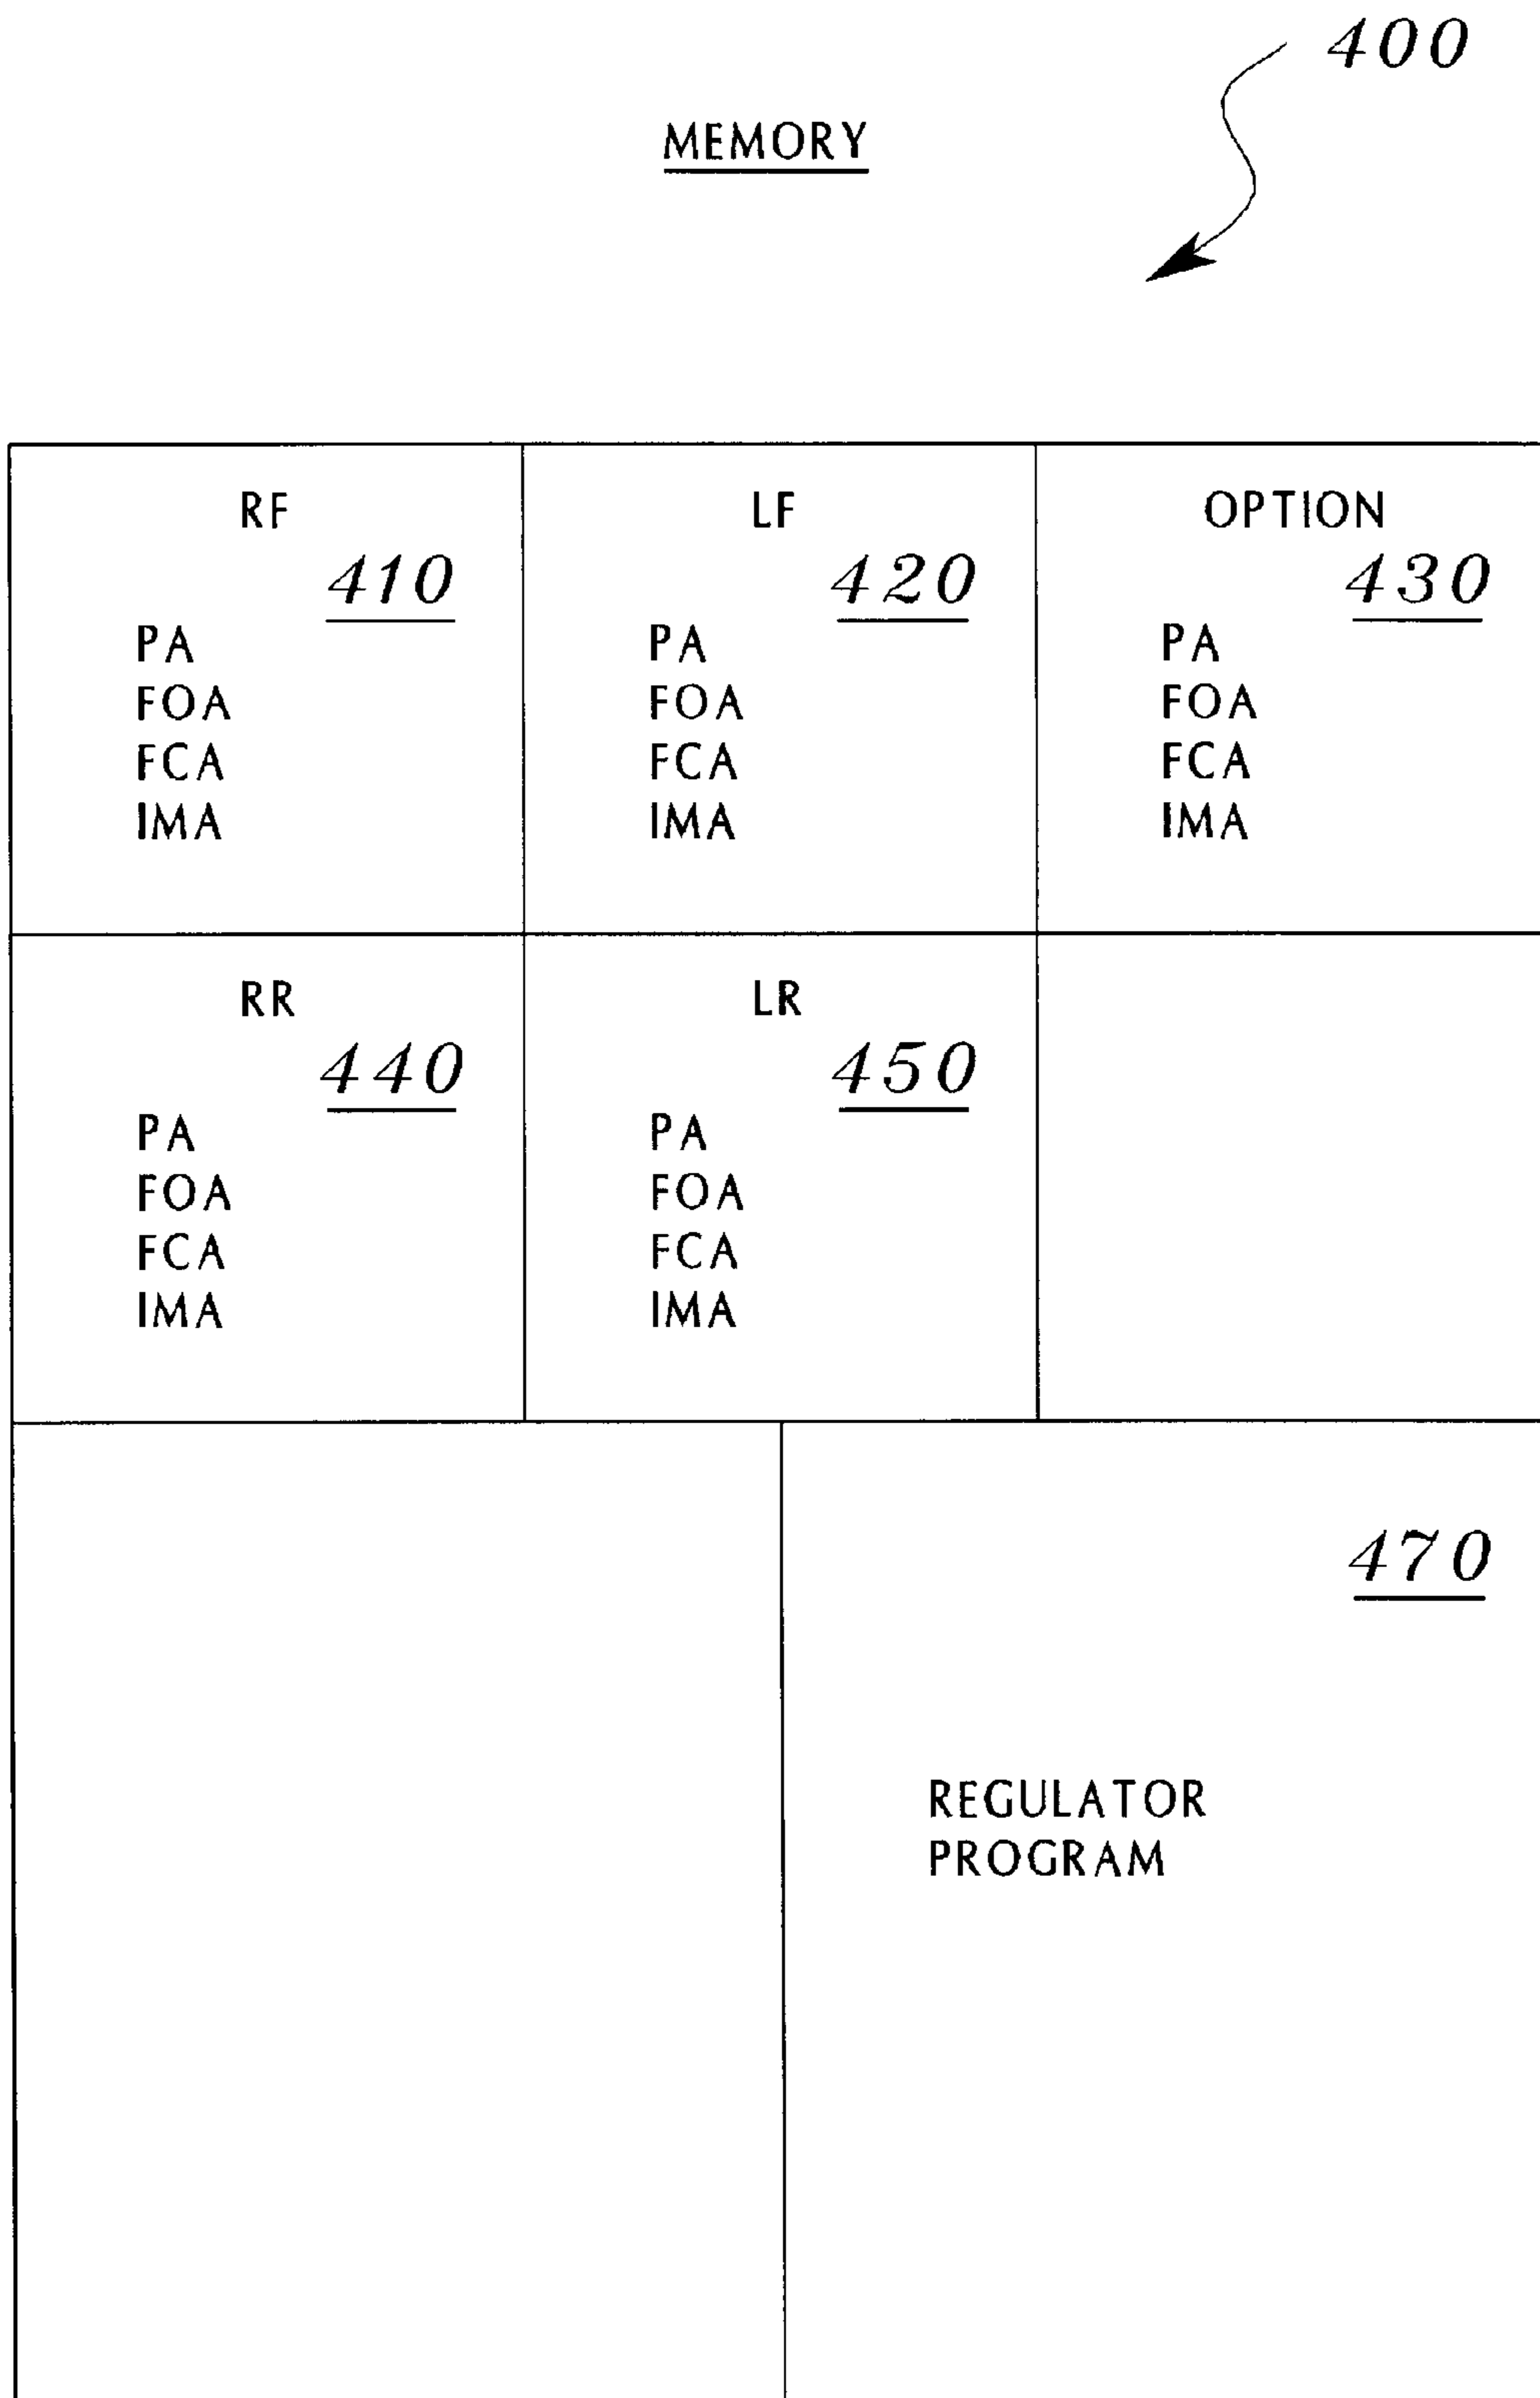 400
MEMORY
RF
410
PA
FOA
FCA
IMA
LF
420
PA
FOA
FCA
IMA
OPTION
430
PA
FOA
FCA
IMA
RR
440
PA
FOA
FCA
IMA
LR
450
PA
FOA
FCA
IMA
470
REGULATOR
PROGRAM